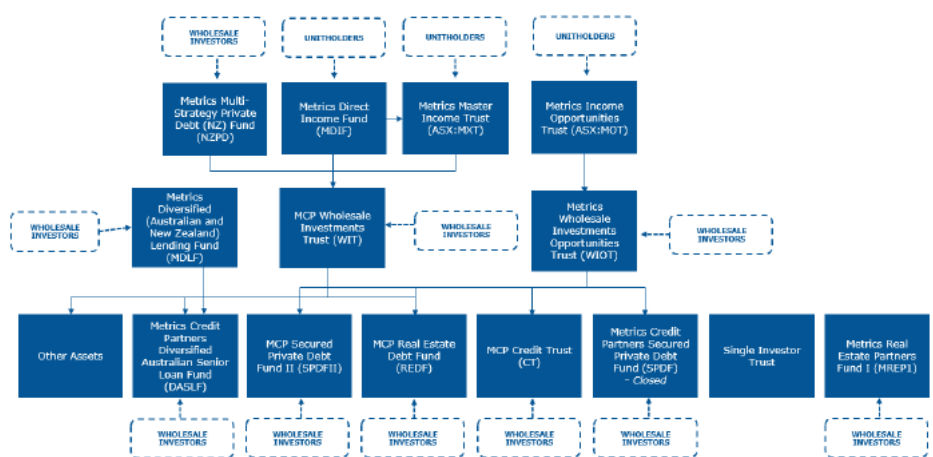 WHOLESALE
INVESTORS
UNITHOLDERS
UNITHOLDERS
UNITHOLDERS
Metrics Multi-
Strategy Private
Debt (NZ) Fund
(NZPD)
Metrics Direct
Income Fund
(MDIF)
Metrics Master
Income Trust
(ASX:MXT)
Metrics Income
Opportunities
Trust (ASX:MOT)
WHOLESALE
INVESTORS
Metrics
Diversified
(Australian and
New Zealand)
Lending Fund
(MDLF)
MCP Wholesale
Investments
Trust (WIT)
WHOLESALE
INVESTORS
Metrics
Wholesale
Investments
Opportunities
Trust (WIOT)
WHOLESALE
INVESTORS
Other Assets
Metrics Credit
Partners
Diversified
Australian Senior
Loan Fund
(DASLF)
MCP Secured
Private Debt
Fund II (SPDFII)
MCP Real Estate
Debt Fund
(REDF)
MCP Credit Trust
(CT)
Metrics Credit
Partners Secured
Private Debt
Fund (SPDF)
- Closed
Single Investor
Trust
Metrics Real
Estate Partners
Fund I (MREP1)
WHOLESALE
INVESTORS
WHOLESALE
INVESTORS
WHOLESALE
INVESTORS
WHOLESALE
INVESTORS
WHOLESALE
INVESTORS
WHOLESALE
INVESTORS